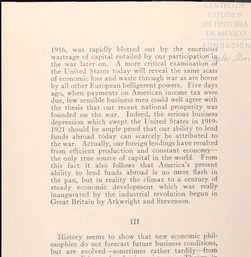 CENTRO DE
ESTUDIOS
DE HISTORIA
DE MEXICO
FUNDACIÓN
1916, was rapidly blotted out by the enormous
wasteage of capital entailed by our participation in
the war later on. A more critical examination of
the United States today will reveal the same scars
of economic loss and waste through war as are borne
by all other European belligerent powers. Five days
ago, when payments on American income tax were
due, few sensible business men could well agree with
the thesis that our recent national prosperity was
founded on the war. Indeed, the serious business
depression which swept the United States in 1919-
1921 should be ample proof that our ability to lend
funds abroad today can scarcely be attributed to
the war. Actually, our foreign lendings have resulted
from efficient production and constant economy—
the only true source of capital in the world. From
this fact it also follows that America's present
ability to lend funds abroad is no mere flash in
the pan, but in reality the climax to a century of
steady economic development which was really
inaugurated by the industrial revolution begun in
Great Britain by Arkwright and Stevenson.
III
History seems to show that new economic phil-
osophies do not forecast future business conditions,
but are evolved—sometimes rather tardily—from